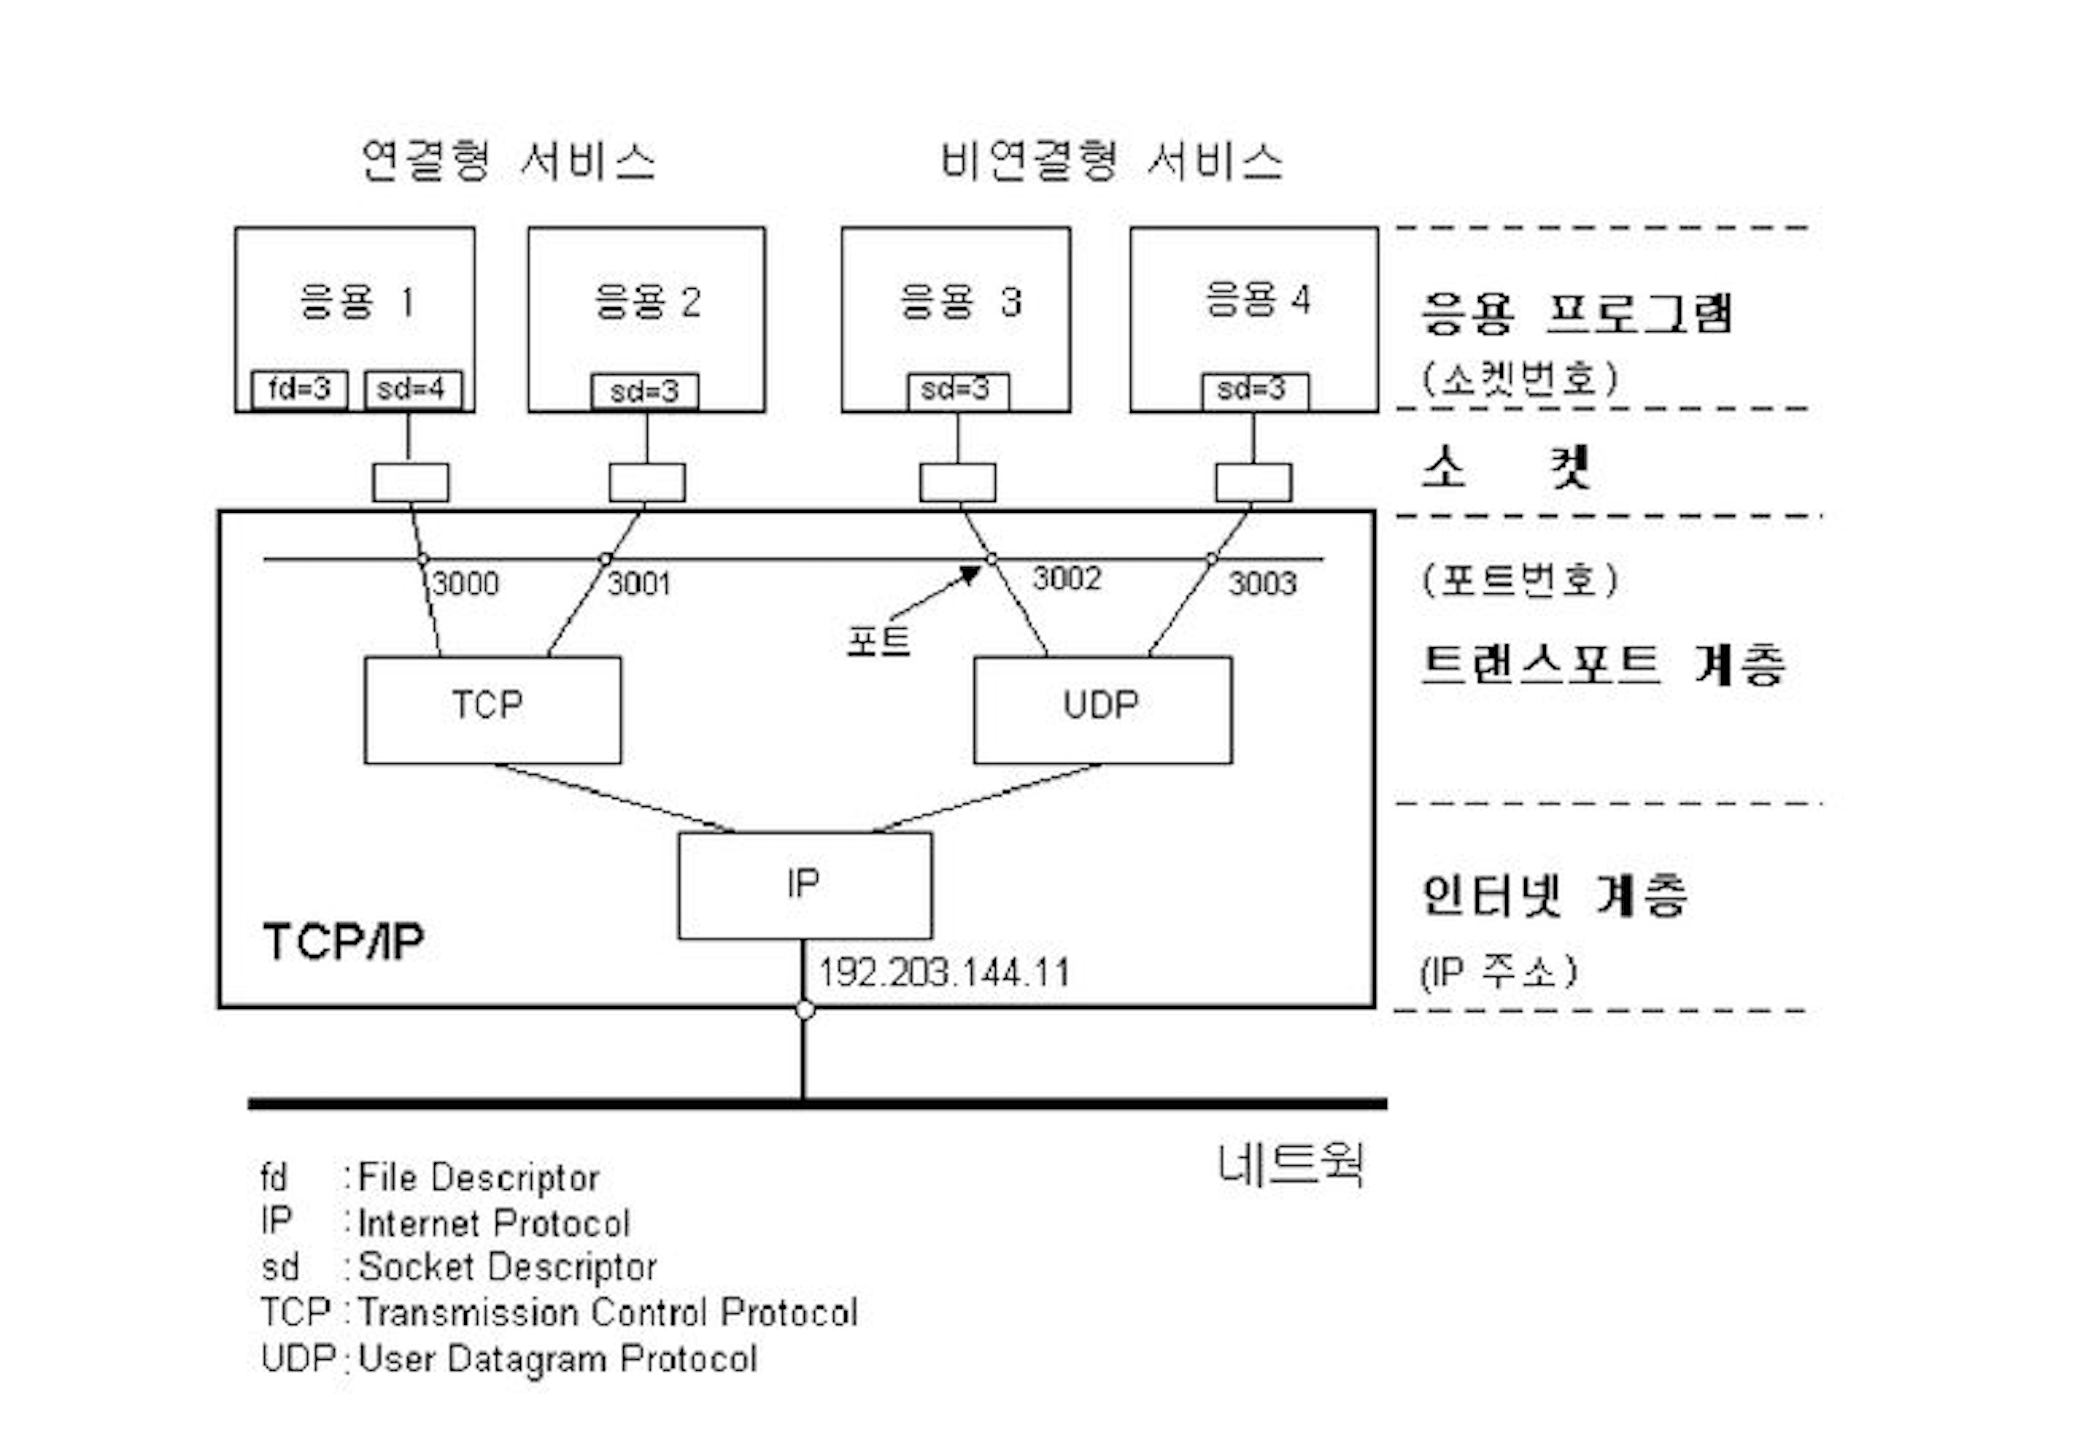 연결형 서비스 비연결형 서비스
응용 1 응용 2 응용 3 응용 4
fd=3 sd=4 sd=3 sd=3 sd=3
응용 프로그램
(소켓번호)
소 켓
3000 3001 3002 3003
포트
(포트번호)
트랜스포트 계층
TCP UDP
IP
TCP/IP
192.203.144.11
인터넷 계층
(IP 주소)
네트웍
fd : File Descriptor
IP : Internet Protocol
sd : Socket Descriptor
TCP : Transmission Control Protocol
UDP : User Datagram Protocol